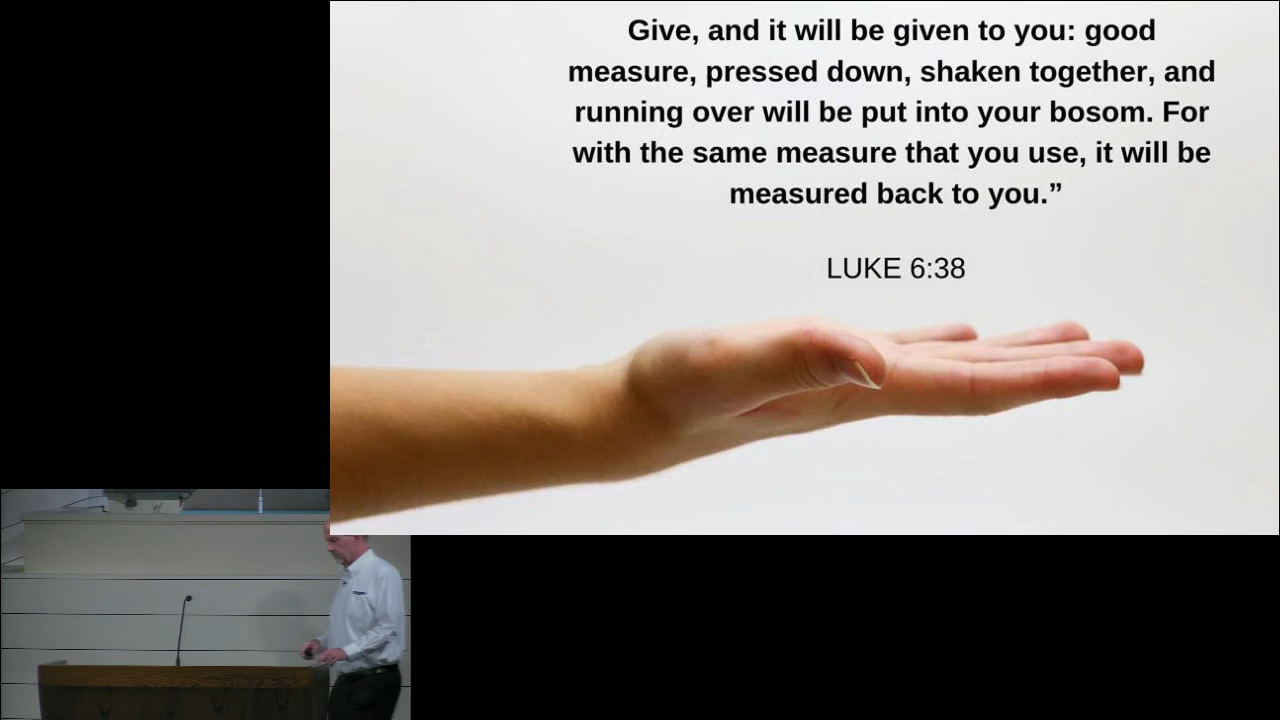 Give, and it will be given to you: good
measure, pressed down, shaken together, and
running over will be put into your bosom. For
with the same measure that you use, it will be
measured back to you.”
LUKE 6:38